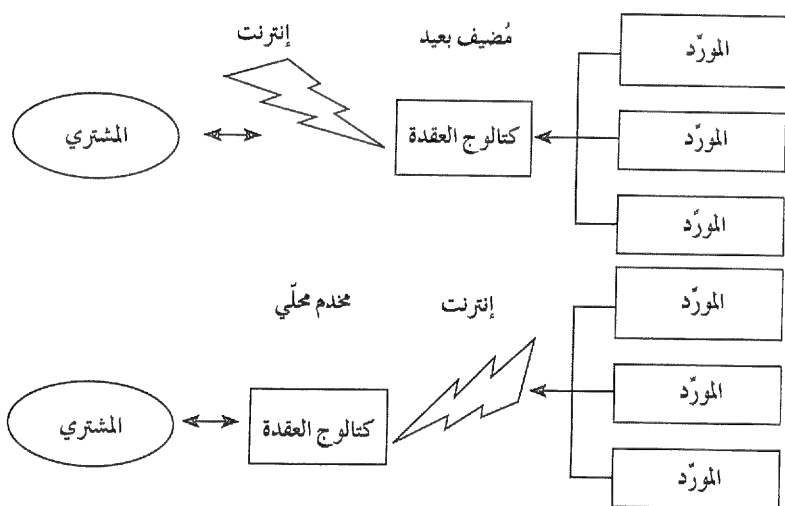 إنترنت
مُضيف بعيد
المورّد
المشتري
كتالوج العقدة
المورّد
المورّد
مخدم محلّي
إنترنت
المورّد
المشتري
كتالوج العقدة
المورّد
المورّد